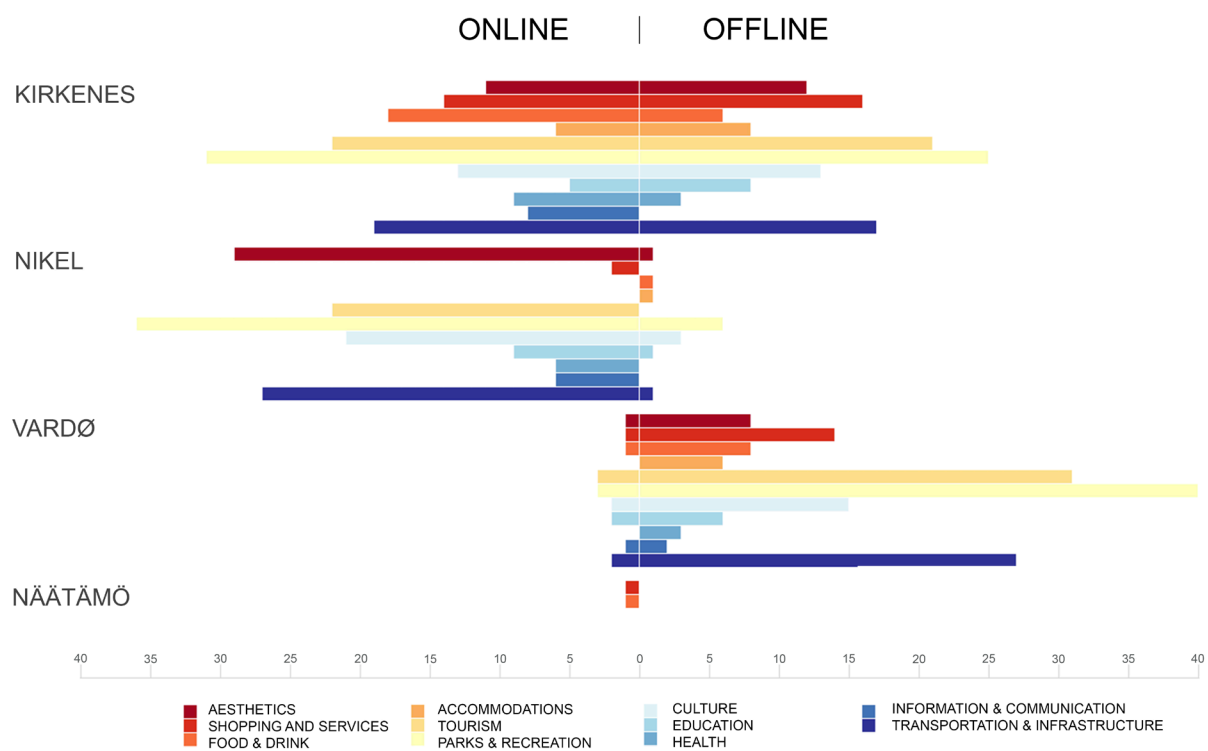 ONLINE | OFFLINE
KIRKENES
NIKEL
VARDØ
NÄÄTÄMÖ
40 35 30 25 20 15 10 5 0 5 10 15 20 25 30 35 40
AESTHETICS ACCOMMODATIONS CULTURE INFORMATION & COMMUNICATION
SHOPPING AND SERVICES TOURISM EDUCATION TRANSPORTATION & INFRASTRUCTURE
FOOD & DRINK PARKS & RECREATION HEALTH